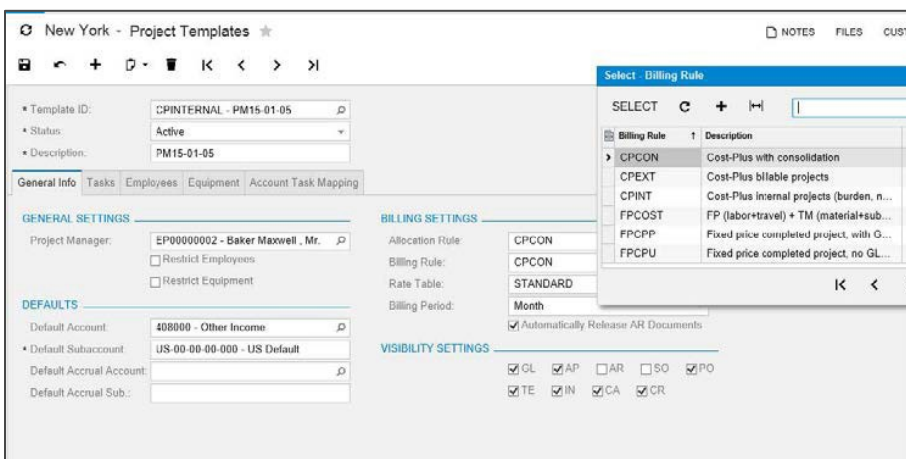 New York - Project Templates
NOTES FILES CUST
Template ID: CPINTERNAL - PM15-01-05
Status: Active
Description: PM15-01-05
General Info Tasks Employees Equipment Account Task Mapping
GENERAL SETTINGS
Project Manager: EP00000002 - Baker Maxwell , Mr.
Restrict Employees
Restrict Equipment
DEFAULTS
Default Account: 408000 - Other Income
Default Subaccount: US-00-00-00-000 - US Default
Default Accrual Account:
Default Accrual Sub.:
BILLING SETTINGS
Allocation Rule CPCON
Billing Rule: CPCON
Rate Table: STANDARD
Billing Period: Month
Automatically Release AR Documents
VISIBILITY SETTINGS
GL AP AR SO PO
TE IN CA CR
Select - Billing Rule
SELECT
Billing Rule Description
CPCON Cost-Plus with consolidation
CPEXT Cost-Plus billable projects
CPINT Cost-Plus internal projects (burden, n...
FPCOST FP (labor+travel) + TM (material+sub...
FPCPP Fixed price completed project, with G...
FPCPU Fixed price completed project, no GL...